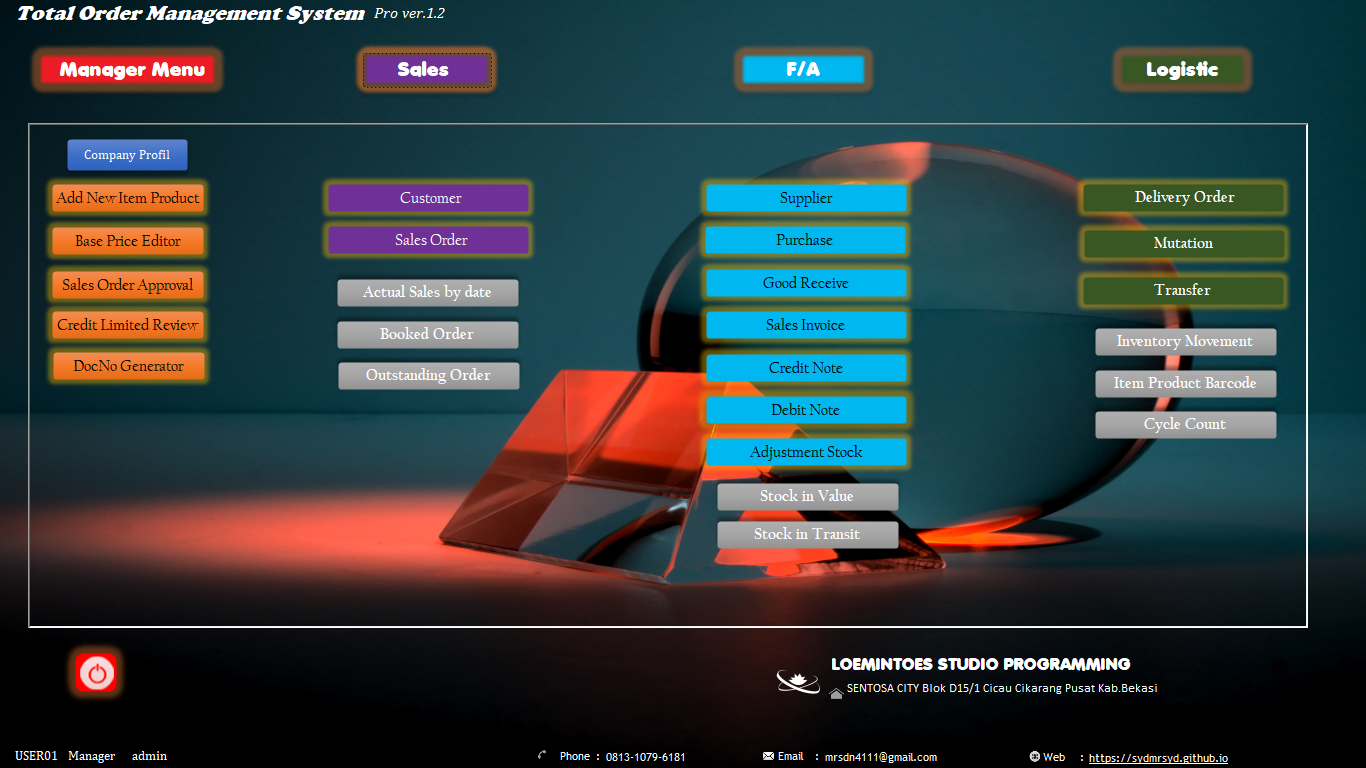 Total Order Management System Pro ver.1.2
Manager Menu
Sales
F/A
Logistic
Company Profil
Add New Item Product
Base Price Editor
Sales Order Approval
Credit Limited Review
DocNo Generator
Customer
Sales Order
Actual Sales by date
Booked Order
Outstanding Order
Supplier
Purchase
Good Receive
Sales Invoice
Credit Note
Debit Note
Adjustment Stock
Stock in Value
Stock in Transit
Delivery Order
Mutation
Transfer
Inventory Movement
Item Product Barcode
Cycle Count
LOEMINTOES STUDIO PROGRAMMING
SENTOSA CITY Blok D15/1 Cicau Cikarang Pusat Kab.Bekasi
USER01 Manager admin
Phone : 0813-1079-6181
Email : mrsdn4111@gmail.com
Web : https://sydmrsyd.github.io